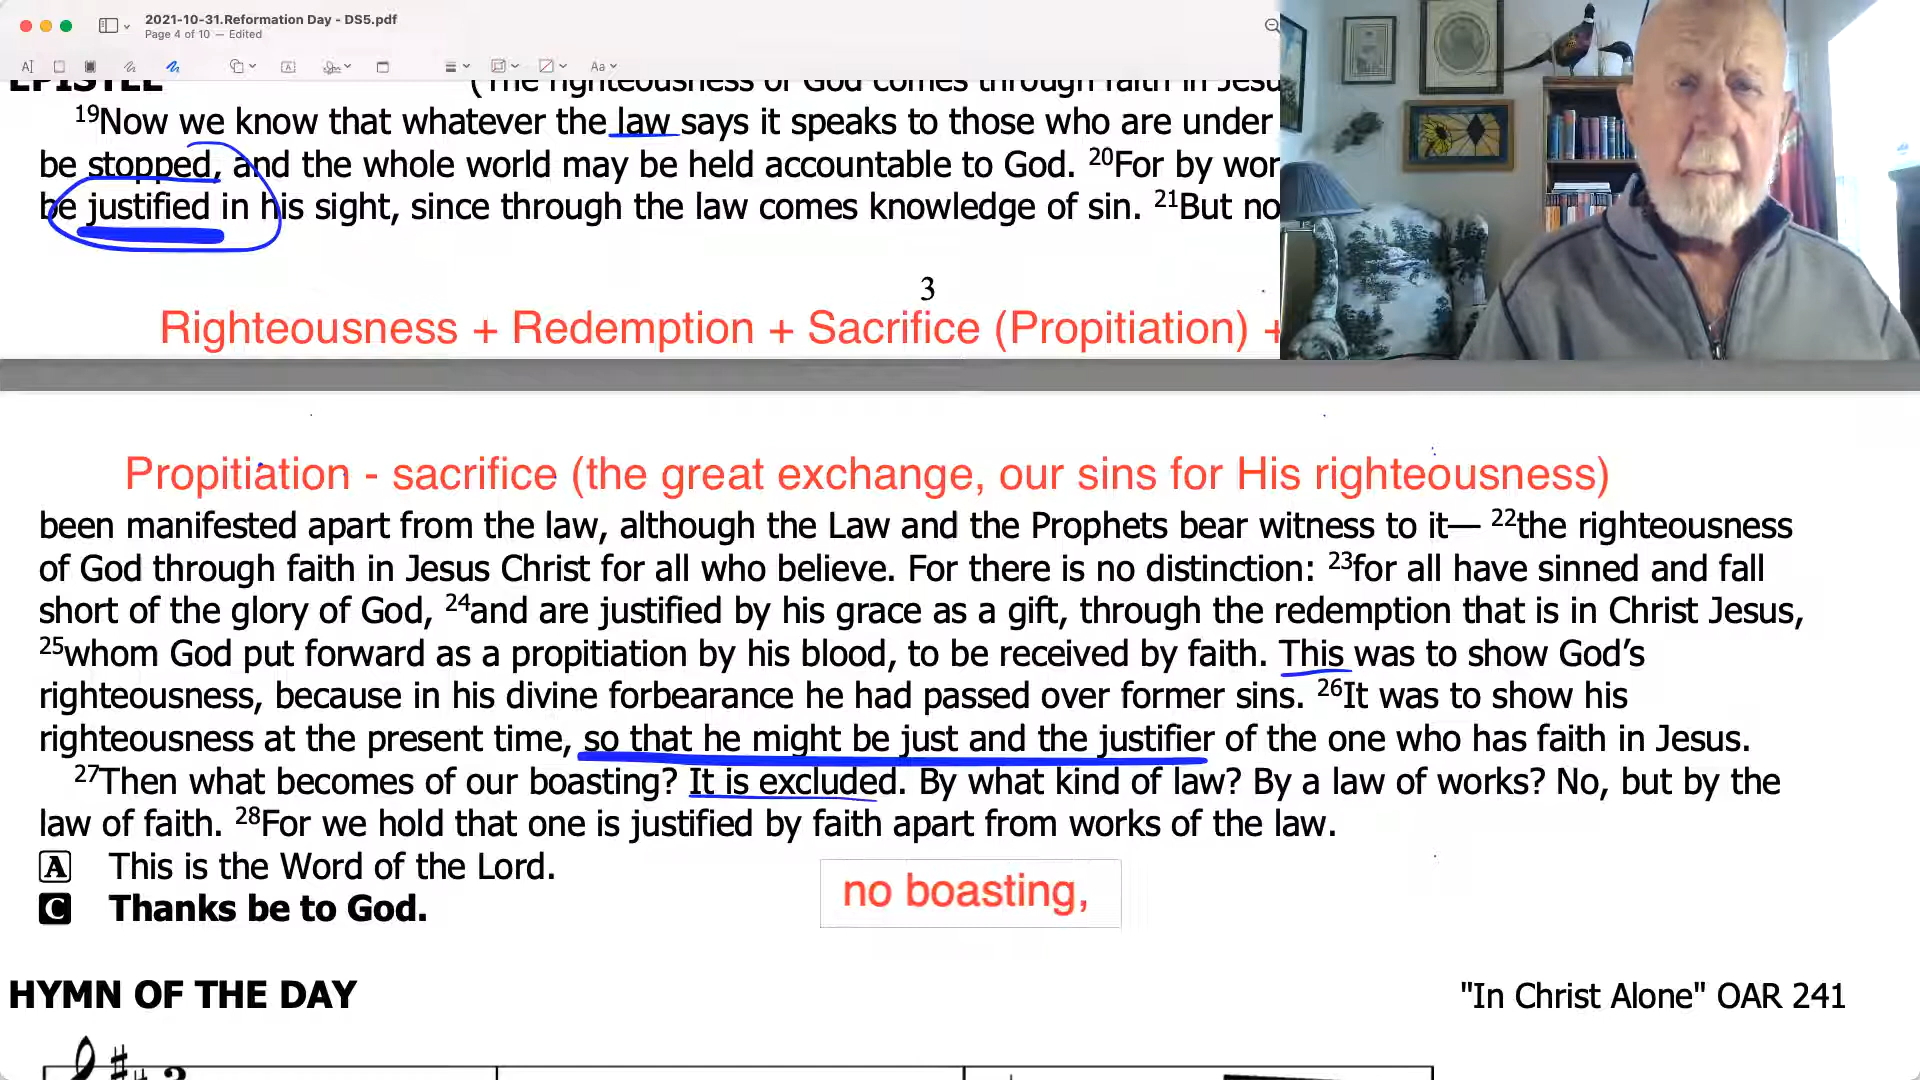 2021-10-31.Reformation Day - DS5.pdf
Page 4 of 10 — Edited
Aa
EPISTLE (The righteousness of God comes through faith in Jesu
19Now we know that whatever the law says it speaks to those who are under
be stopped, and the whole world may be held accountable to God. 20For by wor
be justified in his sight, since through the law comes knowledge of sin. 21But no
3
Righteousness + Redemption + Sacrifice (Propitiation) +
Propitiation - sacrifice (the great exchange, our sins for His righteousness)
been manifested apart from the law, although the Law and the Prophets bear witness to it— 22the righteousness
of God through faith in Jesus Christ for all who believe. For there is no distinction: 23for all have sinned and fall
short of the glory of God, 24and are justified by his grace as a gift, through the redemption that is in Christ Jesus,
25whom God put forward as a propitiation by his blood, to be received by faith. This was to show God’s
righteousness, because in his divine forbearance he had passed over former sins. 26It was to show his
righteousness at the present time, so that he might be just and the justifier of the one who has faith in Jesus.
27Then what becomes of our boasting? It is excluded. By what kind of law? By a law of works? No, but by the
law of faith. 28For we hold that one is justified by faith apart from works of the law.
A This is the Word of the Lord.
C Thanks be to God.
no boasting,
HYMN OF THE DAY "In Christ Alone" OAR 241
3